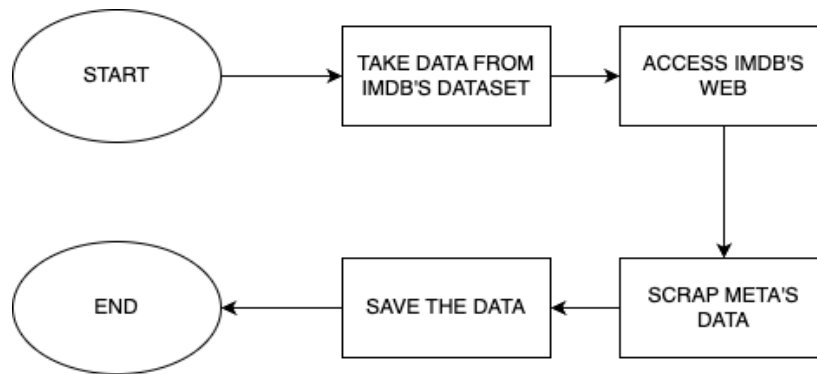 START
TAKE DATA FROM
IMDB'S DATASET
ACCESS IMDB'S
WEB
SCRAP META'S
DATA
SAVE THE DATA
END